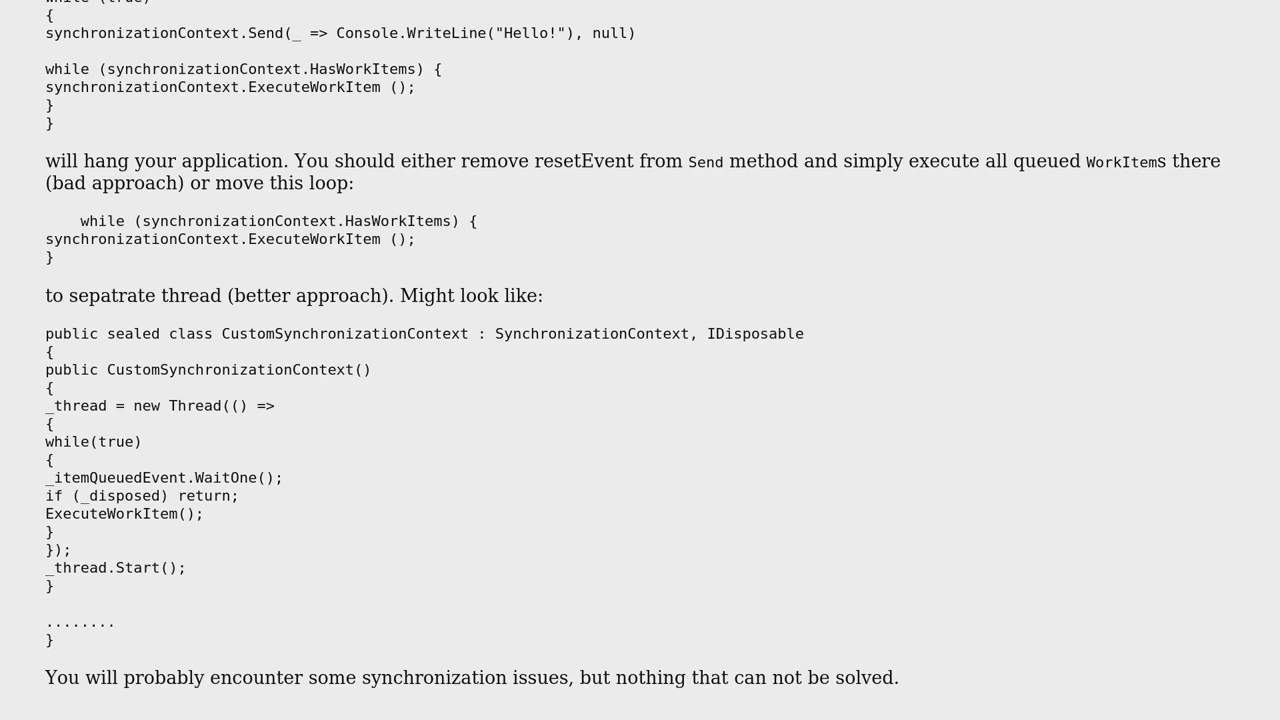 while (true)
{
synchronizationContext.Send(_ => Console.WriteLine("Hello!"), null)
while (synchronizationContext.HasWorkItems) {
synchronizationContext.ExecuteWorkItem ();
}
}
will hang your application. You should either remove resetEvent from Send method and simply execute all queued WorkItems there
(bad approach) or move this loop:
while (synchronizationContext.HasWorkItems) {
synchronizationContext.ExecuteWorkItem ();
}
to sepatrate thread (better approach). Might look like:
public sealed class CustomSynchronizationContext : SynchronizationContext, IDisposable
{
public CustomSynchronizationContext()
{
_thread = new Thread(() =>
{
while(true)
{
_itemQueuedEvent.WaitOne();
if (_disposed) return;
ExecuteWorkItem();
}
});
_thread.Start();
}
........
}
You will probably encounter some synchronization issues, but nothing that can not be solved.